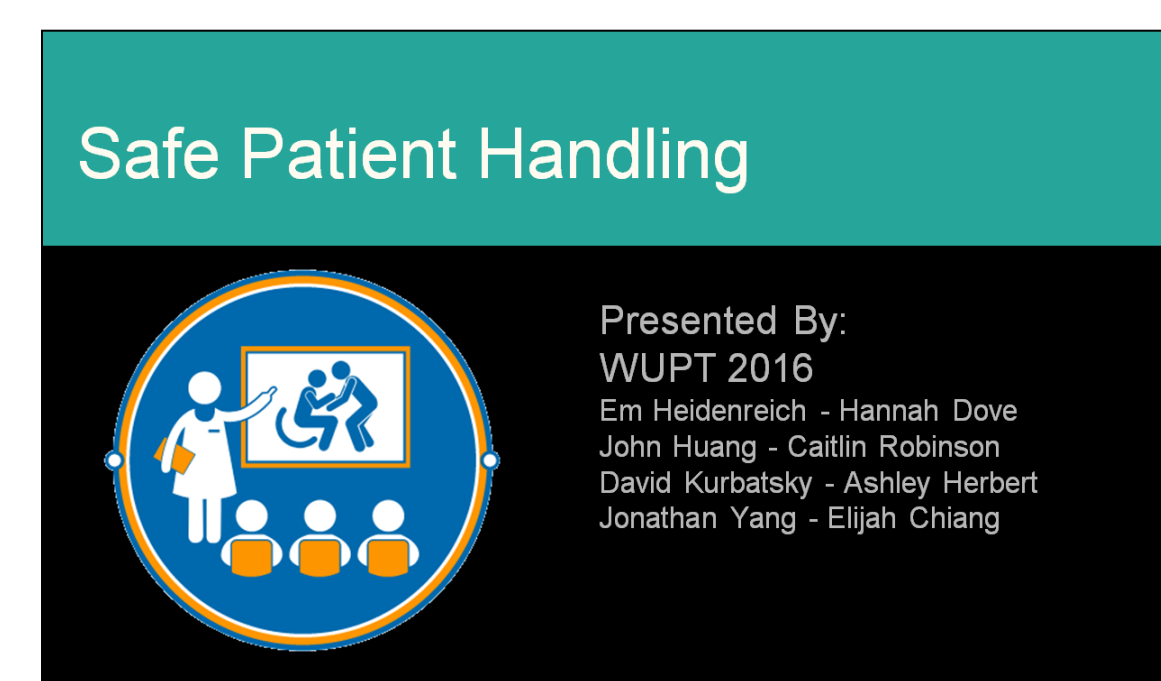 Safe Patient Handling
Presented By:
WUPT 2016
Em Heidenreich - Hannah Dove
John Huang - Caitlin Robinson
David Kurbatsky - Ashley Herbert
Jonathan Yang - Elijah Chiang